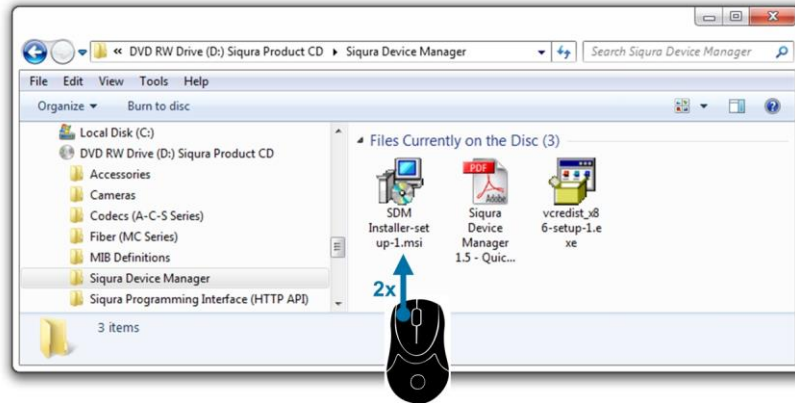 « DVD RW Drive (D:) Siqura Product CD ▸ Siqura Device Manager
Search Siqura Device Manager
File Edit View Tools Help
Organize Burn to disc
Local Disk (C:)
DVD RW Drive (D:) Siqura Product CD
Accessories
Cameras
Codecs (A-C-S Series)
Fiber (MC Series)
MIB Definitions
Siqura Device Manager
Siqura Programming Interface (HTTP API)
Files Currently on the Disc (3)
SDM
Installer-set
up-1.msi
PDF
Adobe
Siqura
Device
Manager
1.5 - Quic...
vcredist_x8
6-setup-1.e
xe
2x
3 items